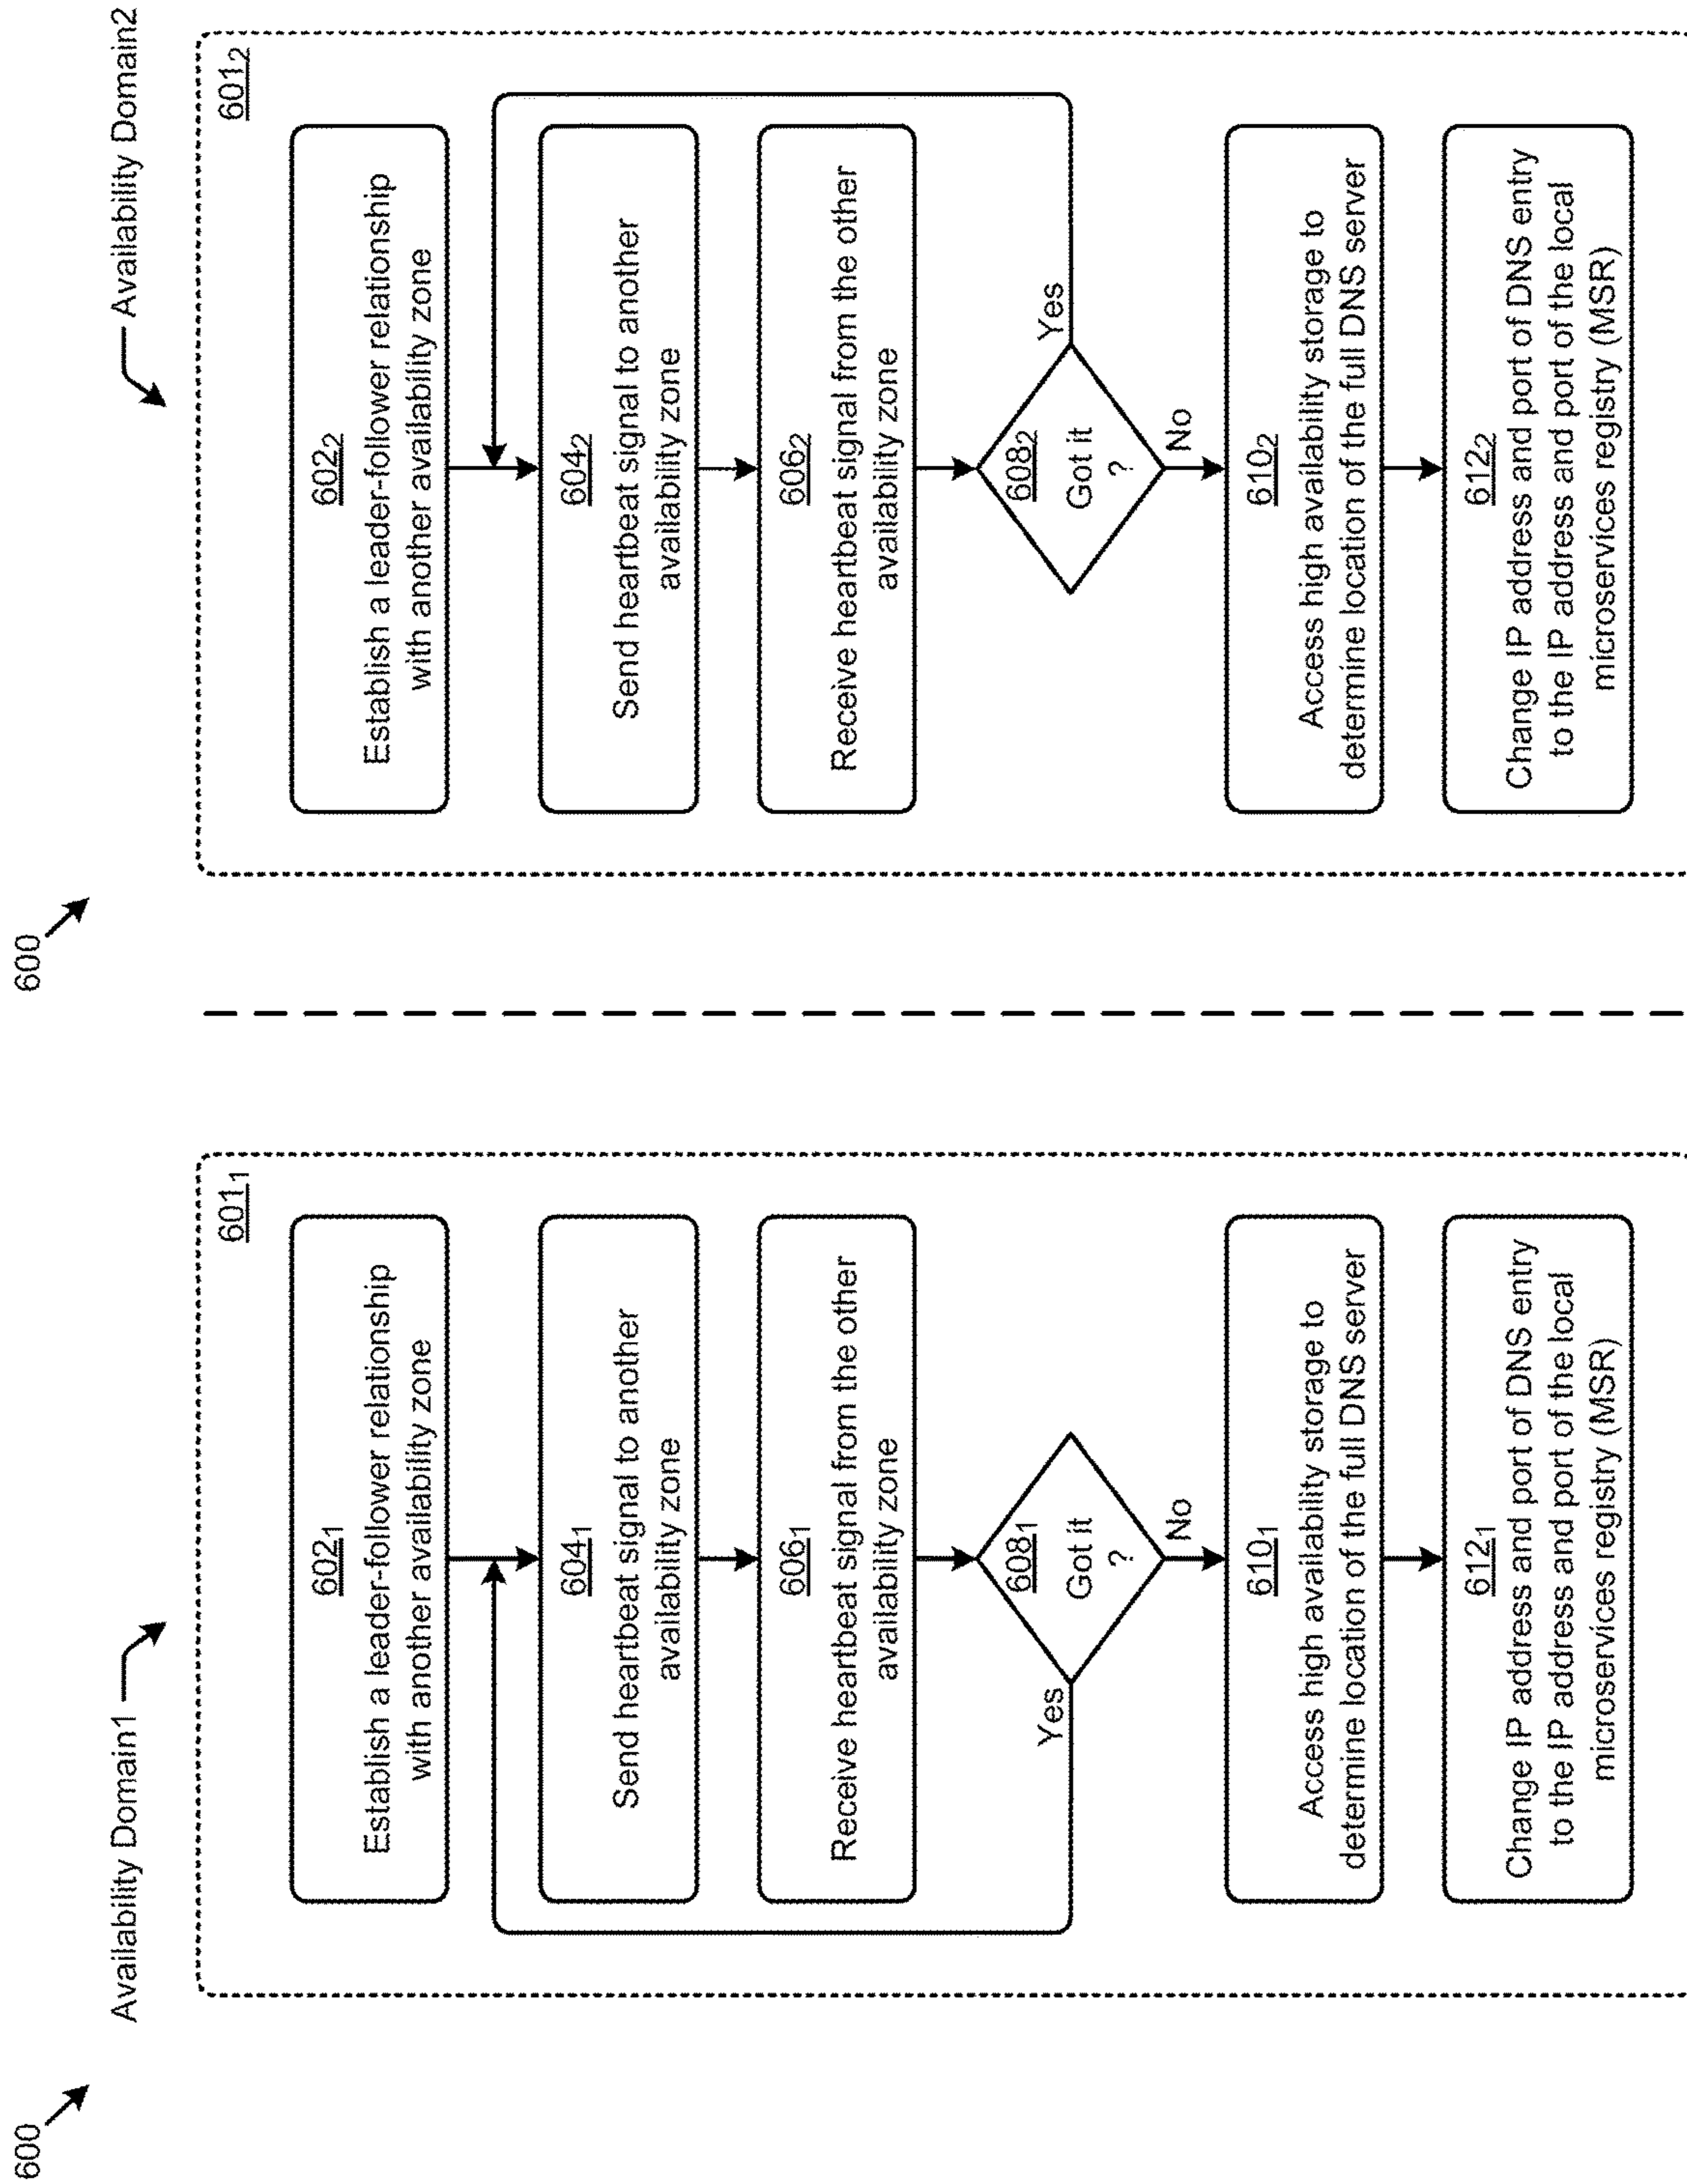 600
Availability Domain1
601₁
602₁
Establish a leader-follower relationship
with another availability zone
604₁
Send heartbeat signal to another
availability zone
606₁
Receive heartbeat signal from the other
availability zone
608₁
Got it
?
Yes
No
610₁
Access high availability storage to
determine location of the full DNS server
612₁
Change IP address and port of DNS entry
to the IP address and port of the local
microservices registry (MSR)
600
Availability Domain2
601₂
602₂
Establish a leader-follower relationship
with another availability zone
604₂
Send heartbeat signal to another
availability zone
606₂
Receive heartbeat signal from the other
availability zone
608₂
Got it
?
Yes
No
610₂
Access high availability storage to
determine location of the full DNS server
612₂
Change IP address and port of DNS entry
to the IP address and port of the local
microservices registry (MSR)